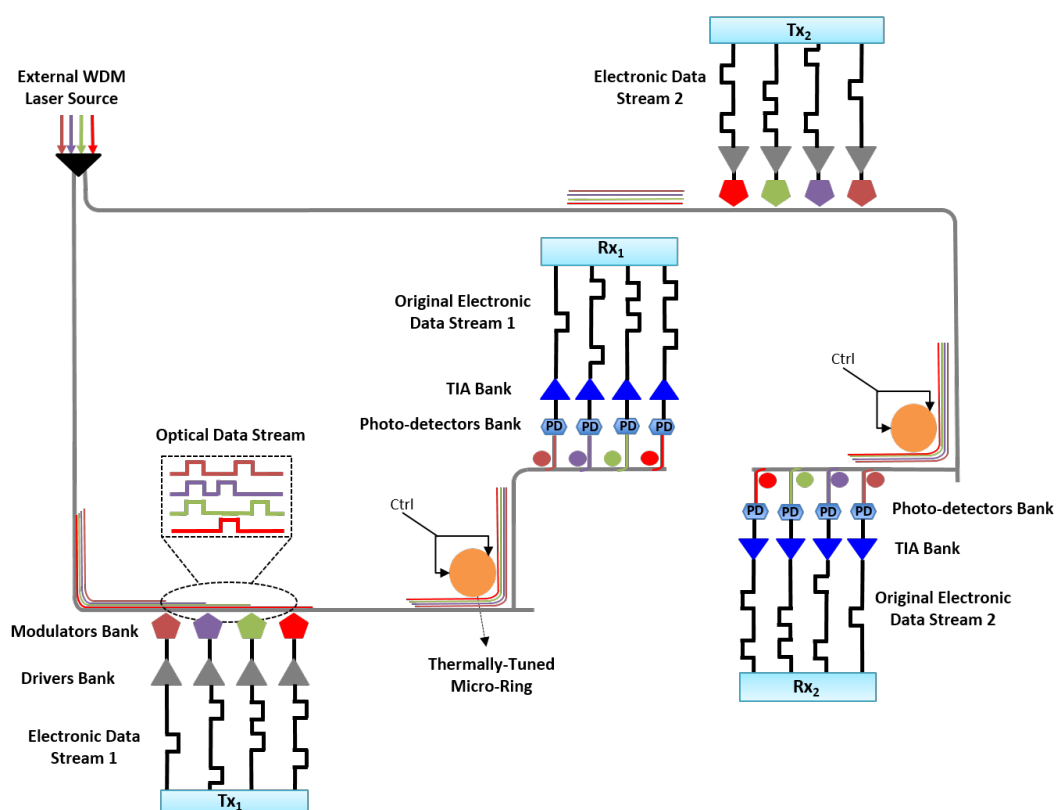 Tx2
External WDM
Laser Source
Electronic Data
Stream 2
Rx1
Original Electronic
Data Stream 1
Ctrl
TIA Bank
Photo-detectors Bank
PD PD PD PD
Optical Data Stream
Ctrl
PD PD PD PD
Photo-detectors Bank
TIA Bank
Original Electronic
Data Stream 2
Rx2
Modulators Bank
Drivers Bank
Thermally-Tuned
Micro-Ring
Electronic Data
Stream 1
Tx1